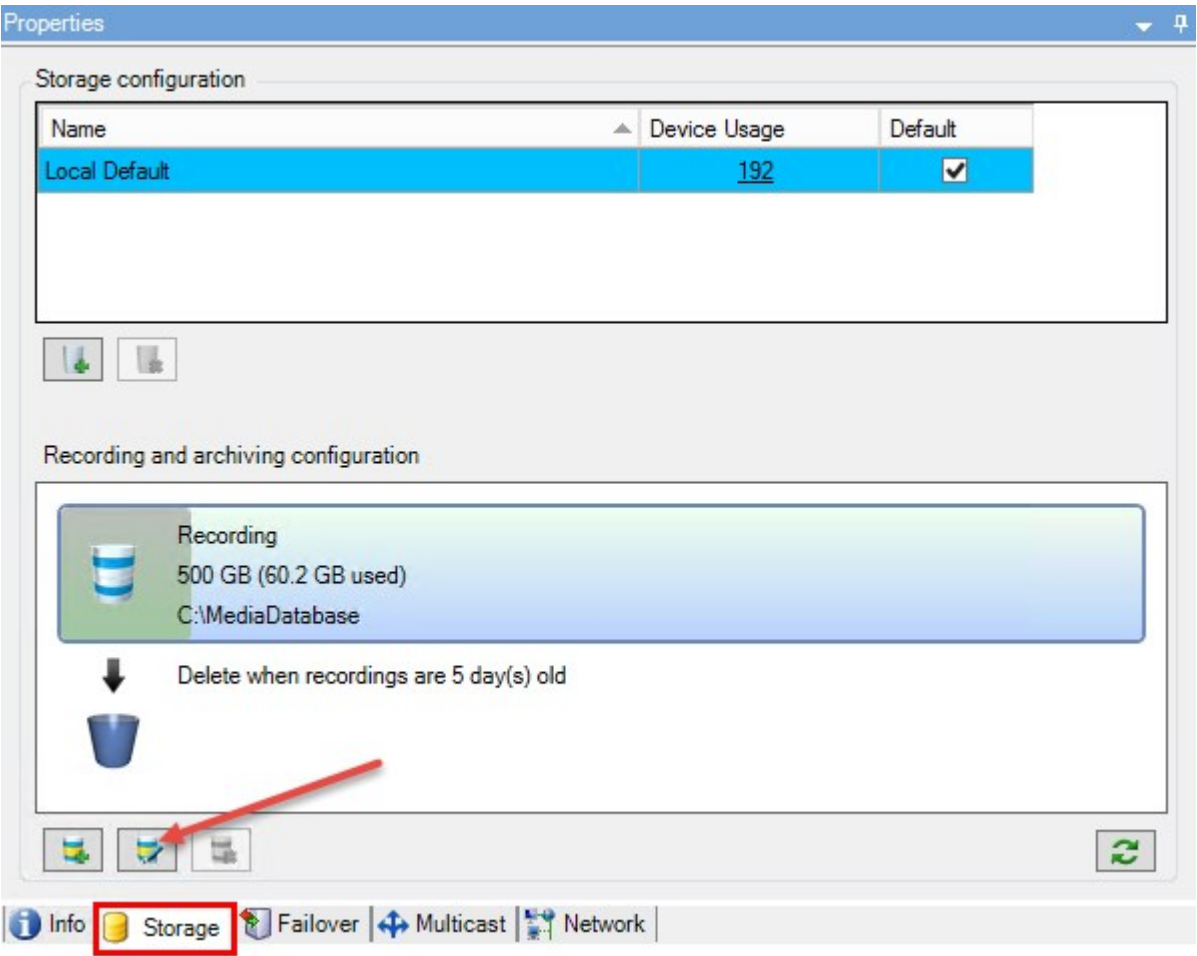 Properties
Storage configuration
Name Device Usage Default
Local Default 192
Recording and archiving configuration
Recording
500 GB (60.2 GB used)
C:\MediaDatabase
Delete when recordings are 5 day(s) old
Info Storage Failover Multicast Network